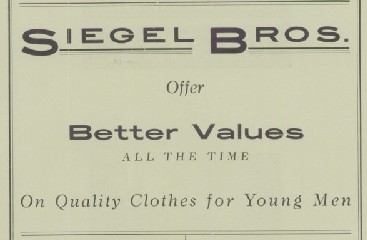 SIEGEL BROS.
Offer
Better Values
ALL THE TIME
On Quality Clothes for Young Men